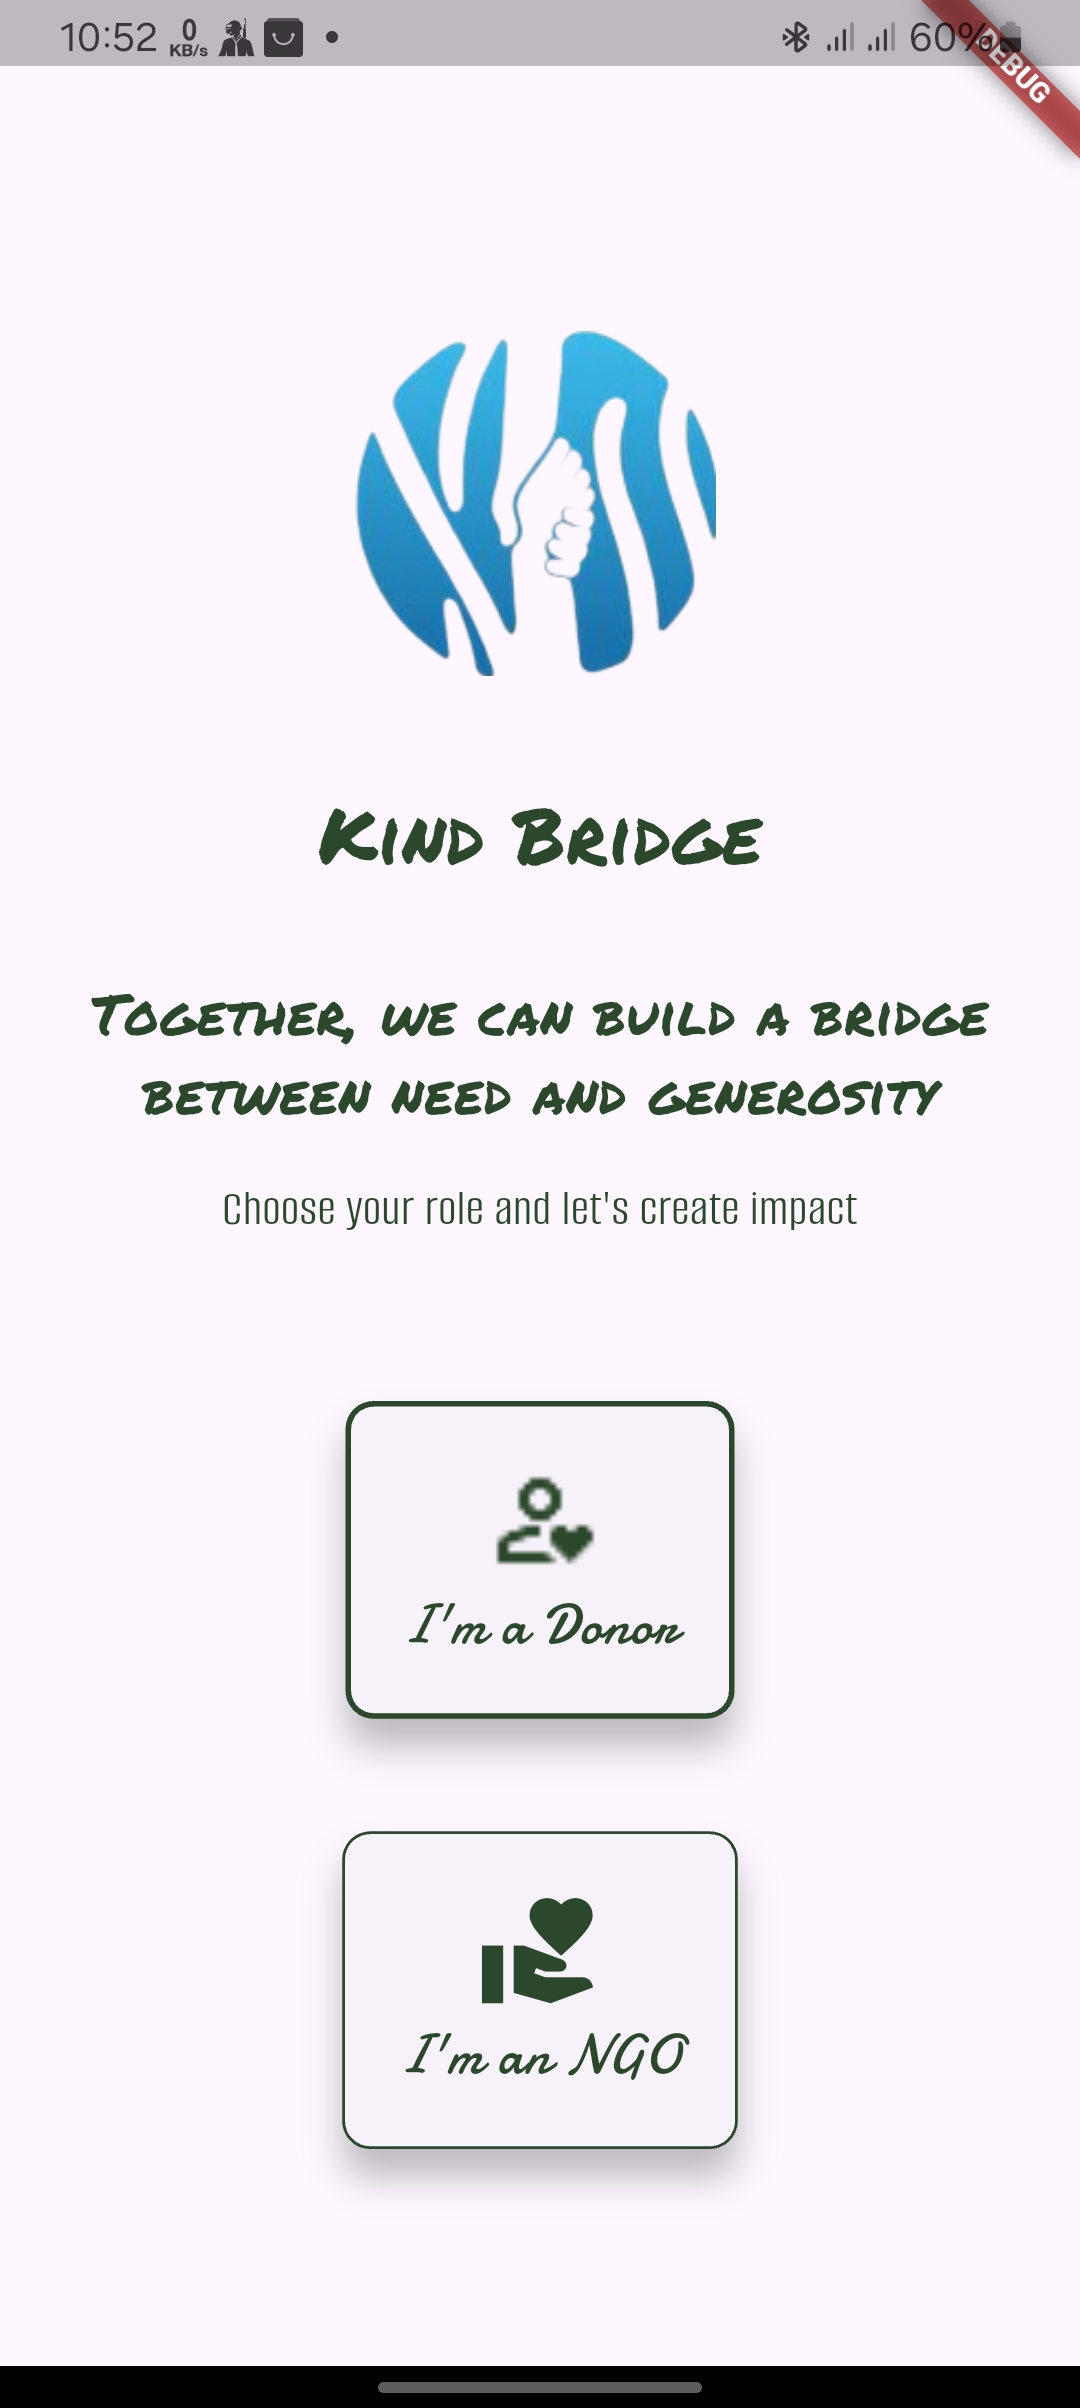 10:52 0 KB/s 60%
DEBUG
Kind Bridge
Together, we can build a bridge
between need and generosity
Choose your role and let's create impact
I'm a Donor
I'm an NGO